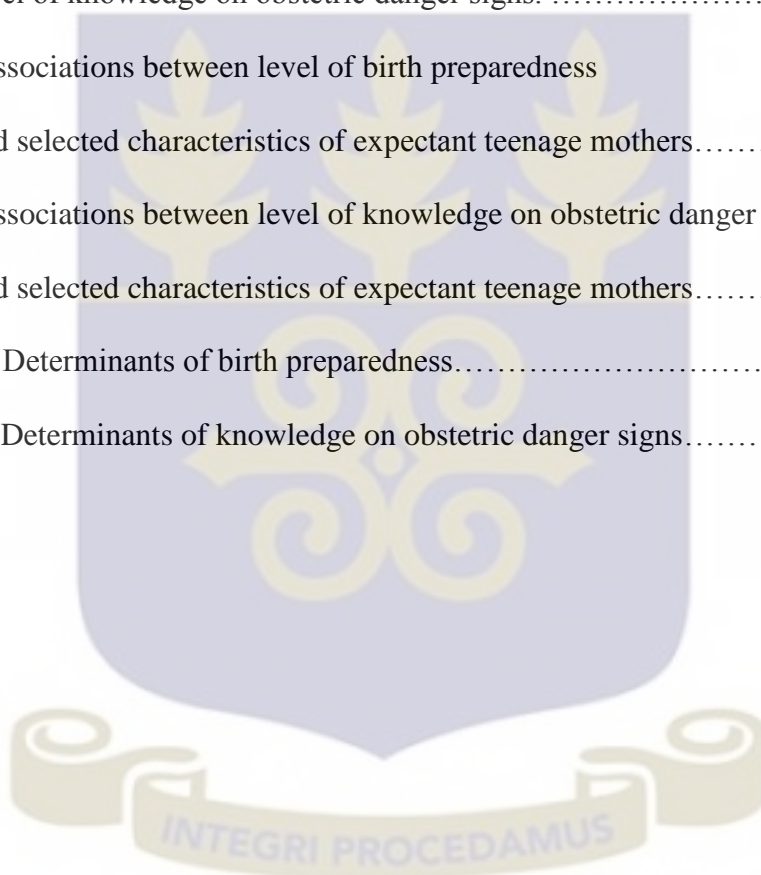 of knowledge on obstetric danger signs. ……………………
ssociations between level of birth preparedness
selected characteristics of expectant teenage mothers…….
ssociations between level of knowledge on obstetric danger
selected characteristics of expectant teenage mothers…….
Determinants of birth preparedness………………………….
Determinants of knowledge on obstetric danger signs…….
INTEGRI PROCEDAMUS